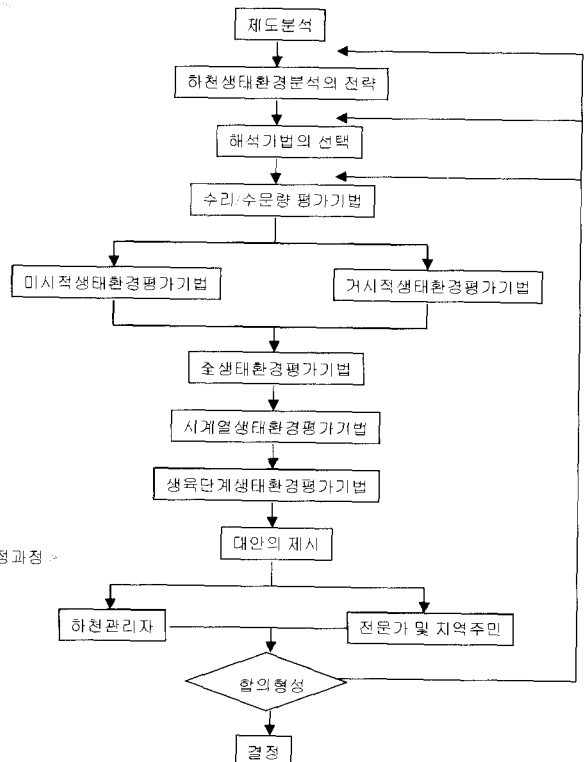 제도분석
하천생태환경분석의 전략
해석기법의 선택
수리/수문량 평가기법
미시적생태환경평가기법
거시적생태환경평가기법
全생태환경평가기법
시계열생태환경평가기법
생육단계생태환경평가기법
대안의 제시
정과정 >
하천관리자
전문가 및 지역주민
합의형성
결정